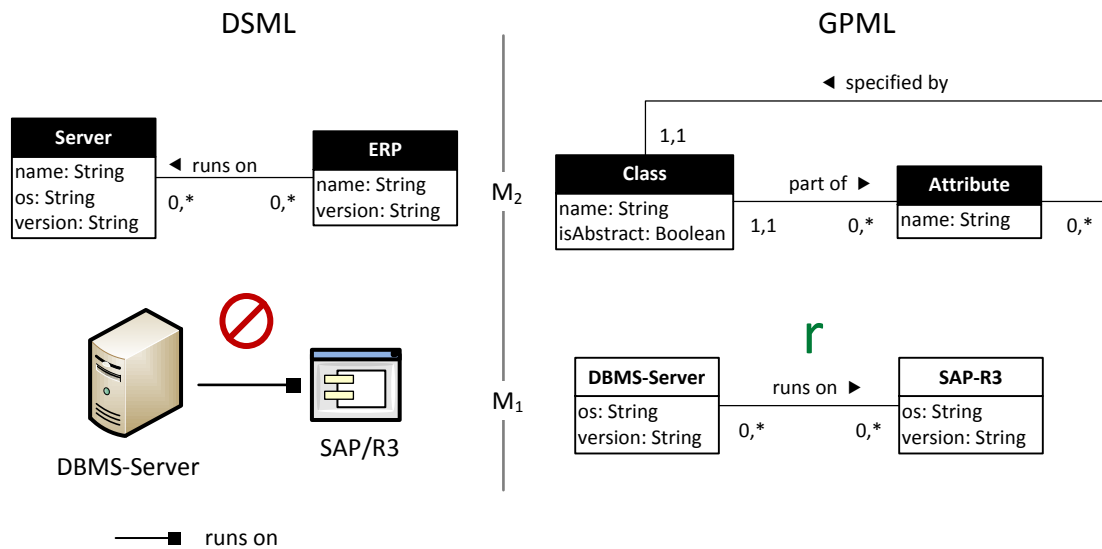 DSML
GPML
◄ specified by
1,1
0,*
Server
name: String
os: String
version: String
◄ runs on
0,*
0,*
ERP
name: String
version: String
M₂
Class
name: String
isAbstract: Boolean
part of ►
1,1
0,*
Attribute
name: String
DBMS-Server
SAP/R3
M₁
r
DBMS-Server
os: String
version: String
runs on ►
0,*
0,*
SAP-R3
os: String
version: String
runs on